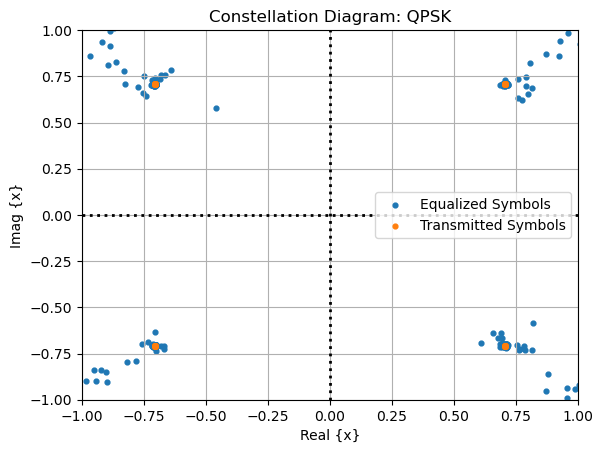 Constellation Diagram: QPSK
Imag {x}
1.00
0.75
0.50
0.25
0.00
−0.25
−0.50
−0.75
−1.00
Equalized Symbols
Transmitted Symbols
−1.00 −0.75 −0.50 −0.25 0.00 0.25 0.50 0.75 1.00
Real {x}